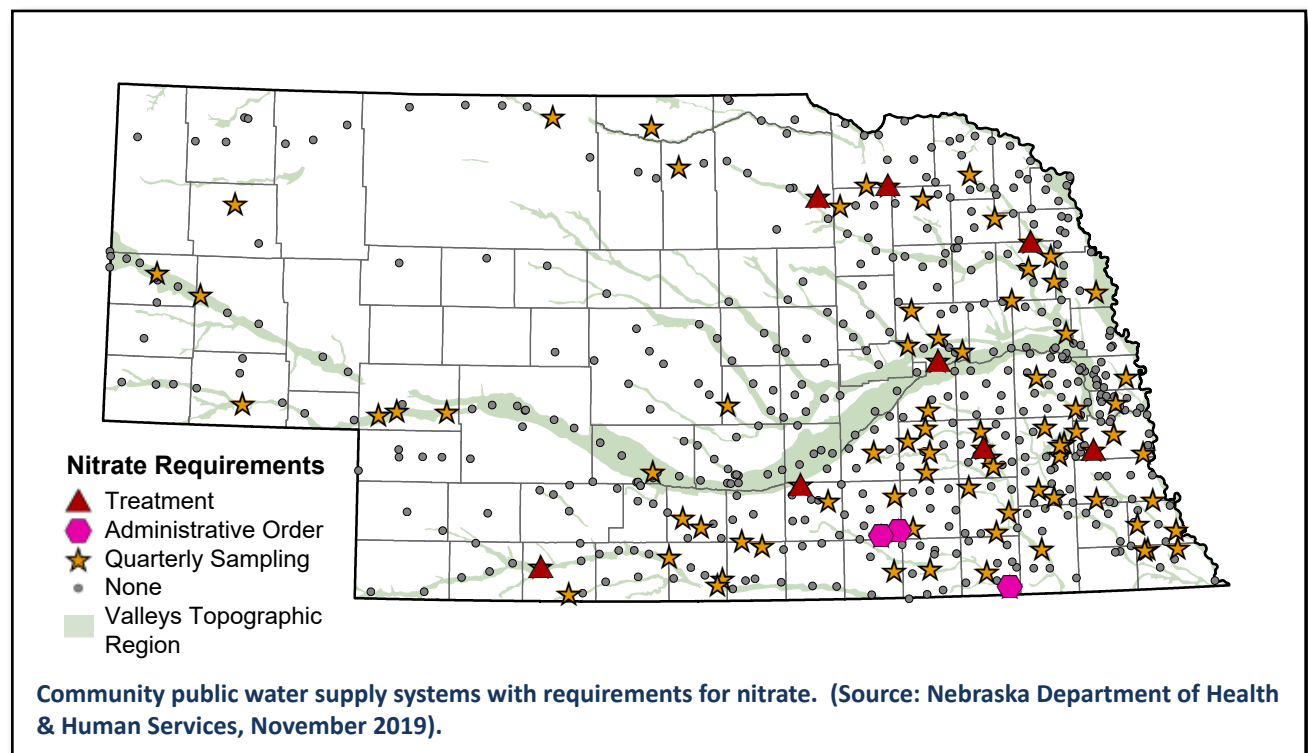 Nitrate Requirements
Treatment
Administrative Order
Quarterly Sampling
None
Valleys Topographic
Region
Community public water supply systems with requirements for nitrate.  (Source: Nebraska Department of Health
& Human Services, November 2019).